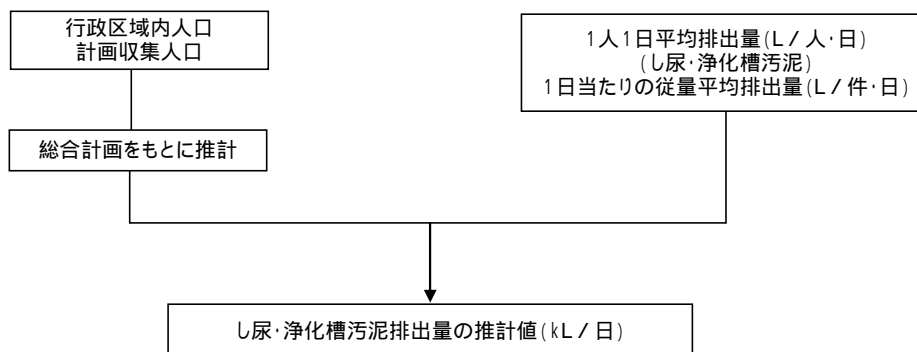 行政区域内人口
計画収集人口
1人1日平均排出量(L/人・日)
(し尿・浄化槽汚泥)
1日当たりの従量平均排出量(L/件・日)
総合計画をもとに推計
し尿・浄化槽汚泥排出量の推計値(kL/日)